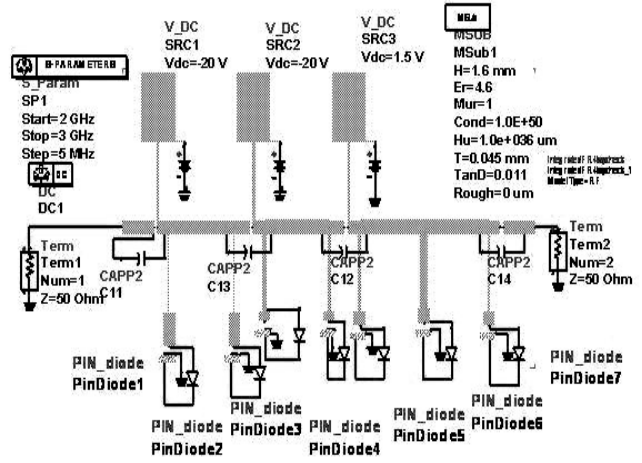 V_DC
SRC1
Vdc=-20 V
V_DC
SRC2
Vdc=-20 V
V_DC
SRC3
Vdc=1.5 V
MSUB
MSub1
H=1.6 mm
Er=4.6
Mur=1
Cond=1.0E+50
Hu=1.0e+036 um
T=0.045 mm
TanD=0.011
Rough=0 um
S-PARAMETERS
S_Param
SP1
Start=2 GHz
Stop=3 GHz
Step=5 MHz
DC
DC
DC1
Term
Term1
Num=1
Z=50 Ohm
CAPP2
C11
CAPP2
C13
CAPP2
C12
CAPP2
C14
Term
Term2
Num=2
Z=50 Ohm
PIN_diode
PinDiode1
PIN_diode
PinDiode2
PIN_diode
PinDiode3
PIN_diode
PinDiode4
PIN_diode
PinDiode5
PIN_diode
PinDiode6
PIN_diode
PinDiode7